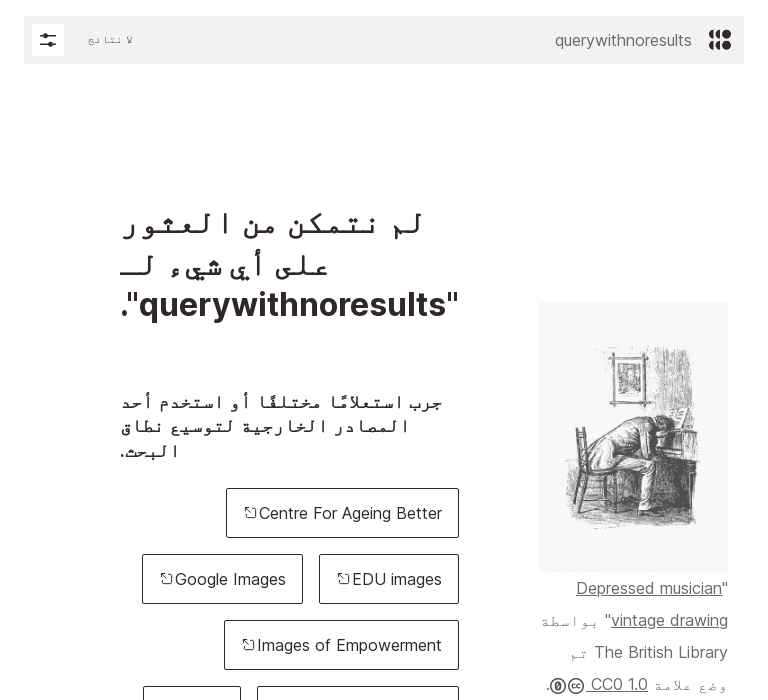 querywithnoresults
لا نتائج
لم نتمكن من العثور
على أي شيء لـ
"querywithnoresults".
جرب استعلامًا مختلفًا أو استخدم أحد
المصادر الخارجية لتوسيع نطاق
البحث.
Centre For Ageing Better
EDU images
Google Images
Images of Empowerment
"Depressed musician
vintage drawing" بواسطة
The British Library تم
وضع علامة CC0 1.0.